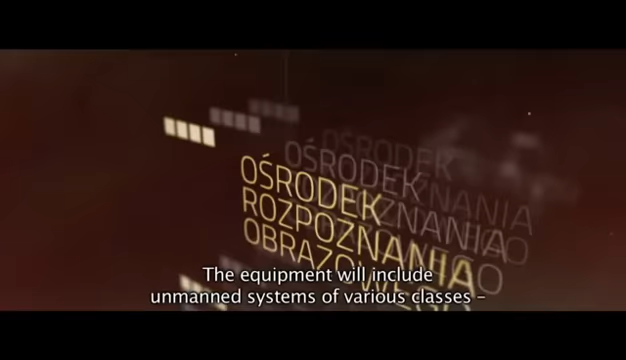 OŚRODEK
ROZPOZNANIA
OBRAZOWEGO
The equipment will include
unmanned systems of various classes –